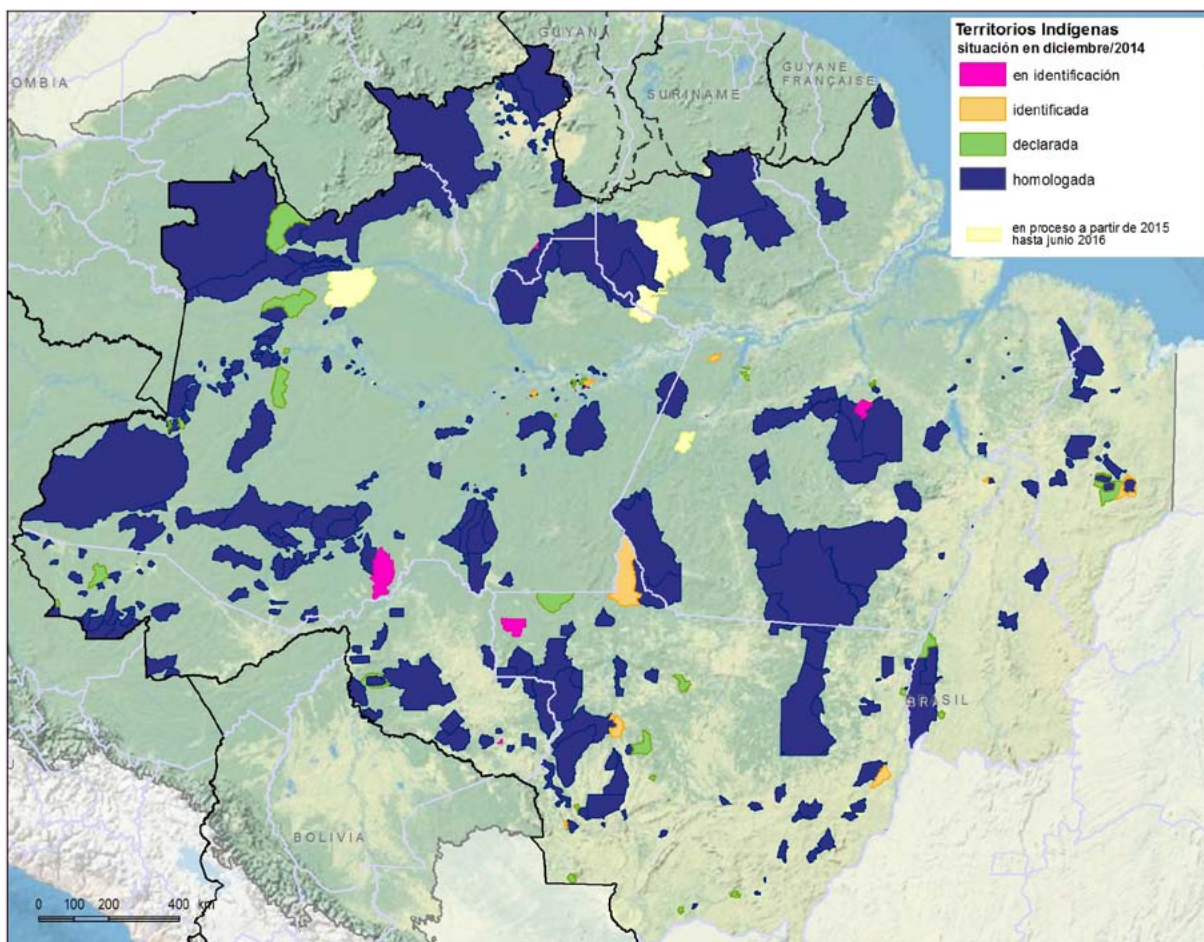 Territorios Indígenas
situación en diciembre/2014
en identificación
identificada
declarada
homologada
en proceso a partir de 2015
hasta junio 2016
OMBIA
GUYANA
SURINAME
GUYANE
FRANÇAISE
BRASIL
BOLIVIA
0 100 200 400 km